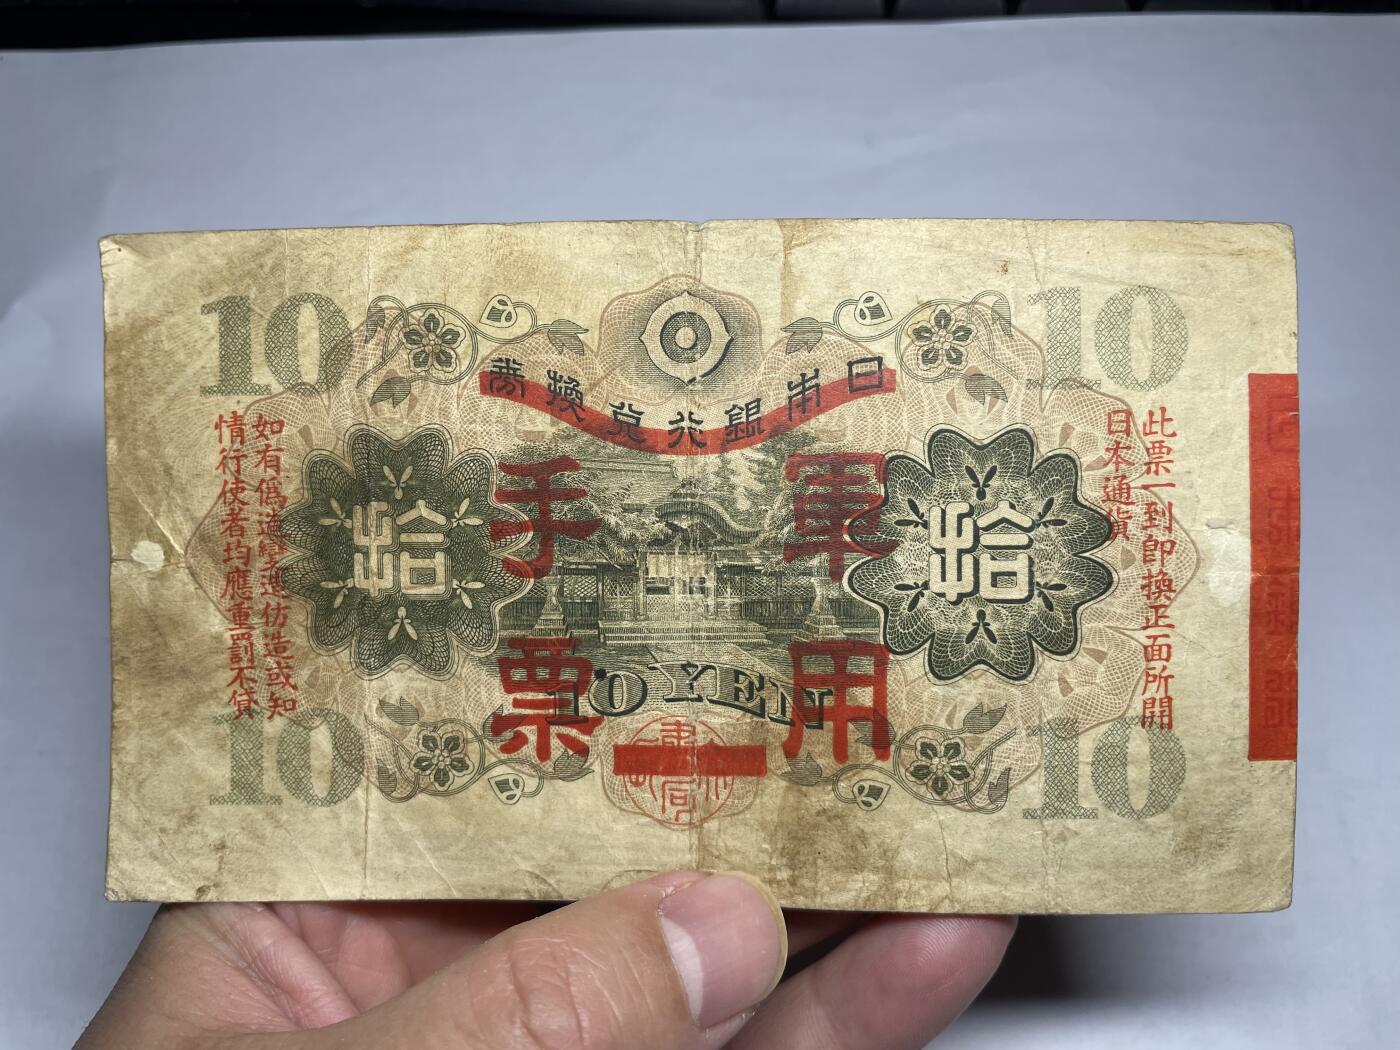 10
10
日本銀行兌換券
此票一到即換正面所開
日本通貨
軍用
手票
拾
拾
如有僞造變造仿造或知
情行使者均應重罰不貸
10 YEN
10
10